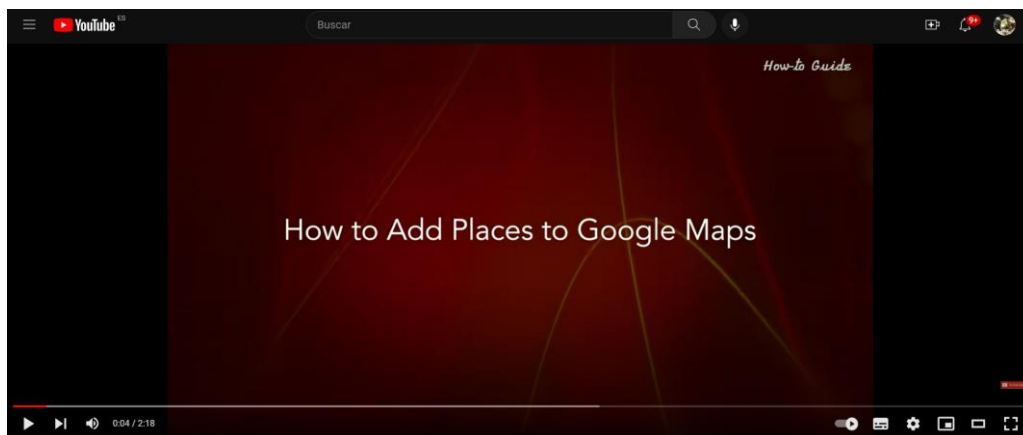 YouTube ES
Buscar
9+
How-to Guide
How to Add Places to Google Maps
0:04 / 2:18